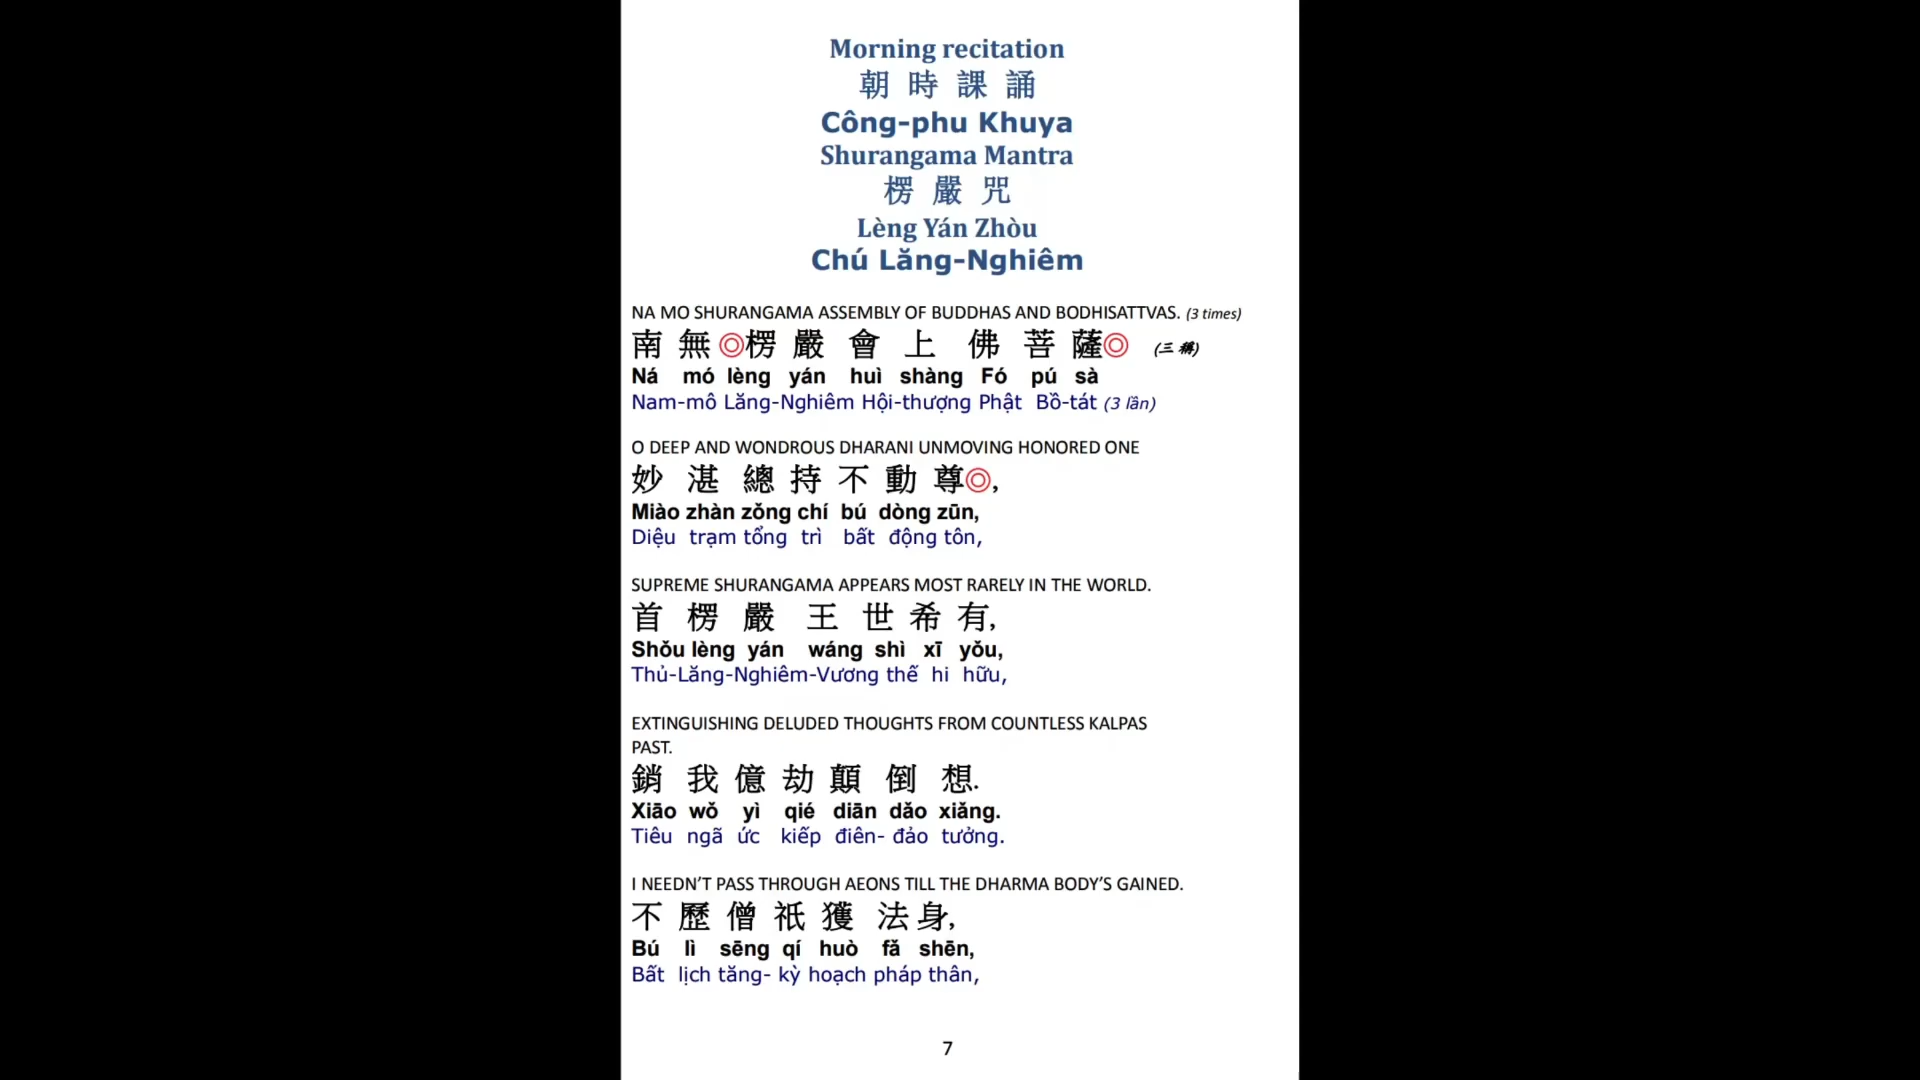 Morning recitation
朝 時 課 誦
Công-phu Khuya
Shurangama Mantra
楞 嚴 咒
Lèng Yán Zhòu
Chú Lăng-Nghiêm
NA MO SHURANGAMA ASSEMBLY OF BUDDHAS AND BODHISATTVAS. (3 times)
南 無 ◎楞 嚴 會 上 佛 菩 薩◎ (三 稱)
Ná mó lèng yán huì shàng Fó pú sà
Nam-mô Lăng-Nghiêm Hội-thượng Phật Bồ-tát (3 lần)
O DEEP AND WONDROUS DHARANI UNMOVING HONORED ONE
妙 湛 總 持 不 動 尊◎,
Miào zhàn zǒng chí bú dòng zūn,
Diệu trạm tổng trì bất động tôn,
SUPREME SHURANGAMA APPEARS MOST RARELY IN THE WORLD.
首 楞 嚴 王 世 希 有,
Shǒu lèng yán wáng shì xī yǒu,
Thủ-Lăng-Nghiêm-Vương thế hi hữu,
EXTINGUISHING DELUDED THOUGHTS FROM COUNTLESS KALPAS
PAST.
銷 我 億 劫 顛 倒 想.
Xiāo wǒ yì qié diān dǎo xiǎng.
Tiêu ngã ức kiếp điên- đảo tưởng.
I NEEDN’T PASS THROUGH AEONS TILL THE DHARMA BODY’S GAINED.
不 歷 僧 祇 獲 法 身,
Bú lì sēng qí huò fǎ shēn,
Bất lịch tăng- kỳ hoạch pháp thân,
7